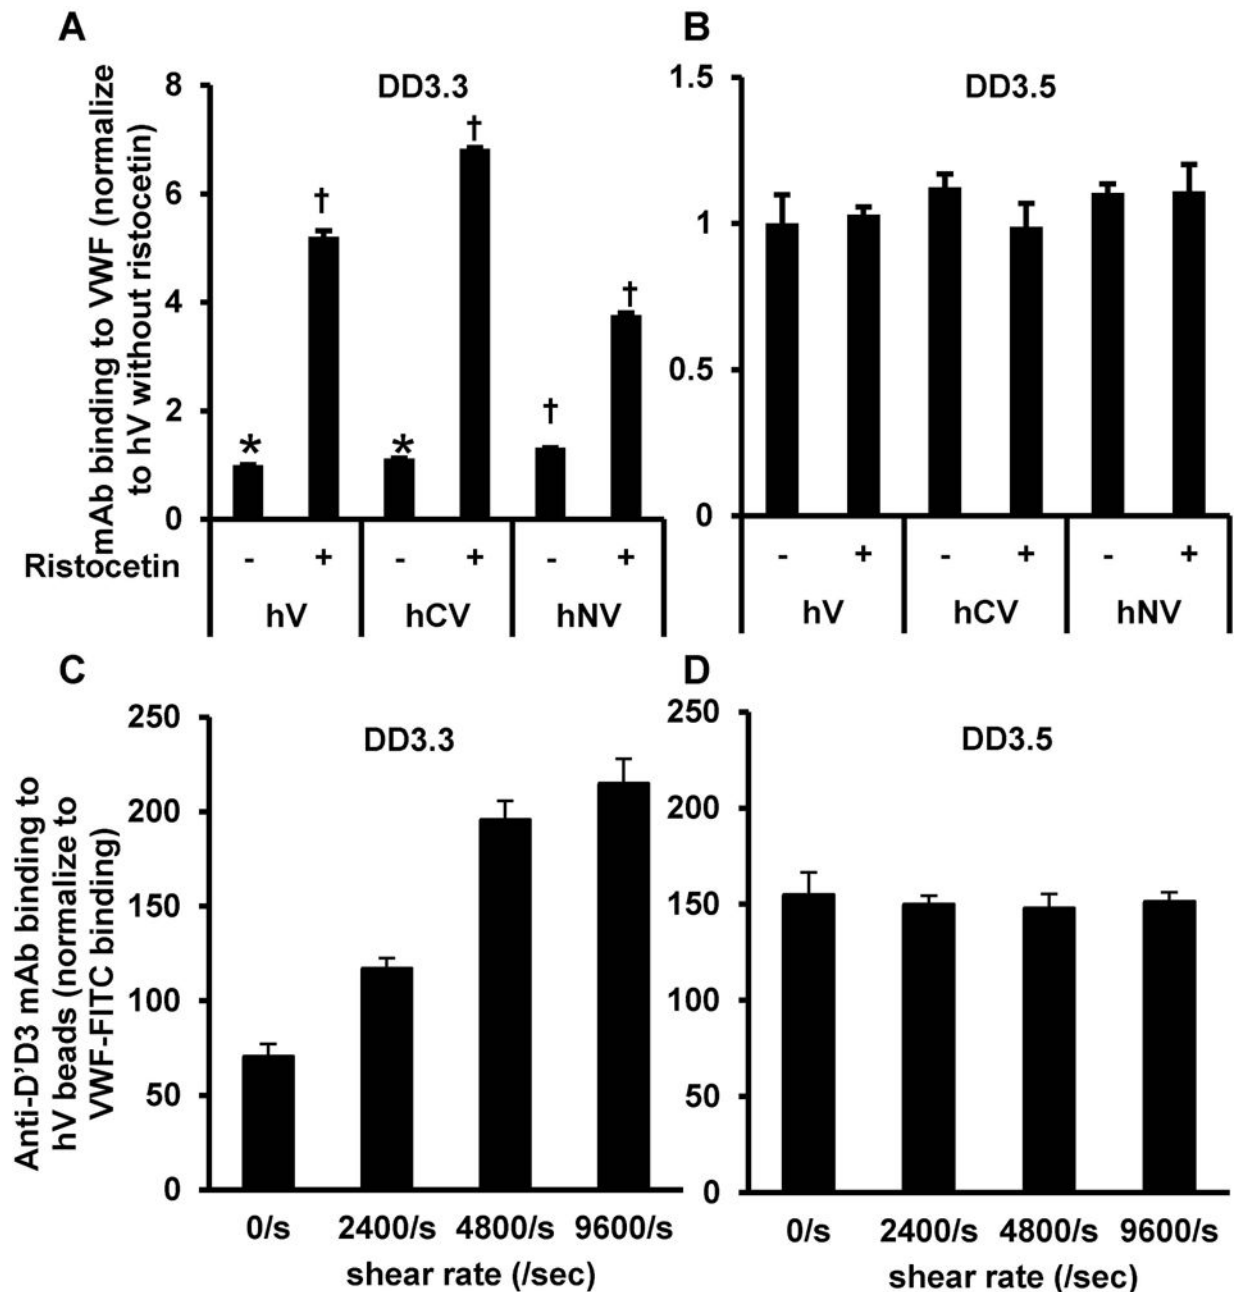 A
DD3.3
mAb binding to VWF (normalize
to hV without ristocetin)
8
6
4
2
0
*
†
*
†
†
†
Ristocetin
- + - + - +
hV hCV hNV
B
DD3.5
1.5
1
0.5
0
- + - + - +
hV hCV hNV
C
DD3.3
Anti-D'D3 mAb binding to
hV beads (normalize to
VWF-FITC binding)
250
200
150
100
50
0
0/s 2400/s 4800/s 9600/s
shear rate (/sec)
D
DD3.5
250
200
150
100
50
0
0/s 2400/s 4800/s 9600/s
shear rate (/sec)